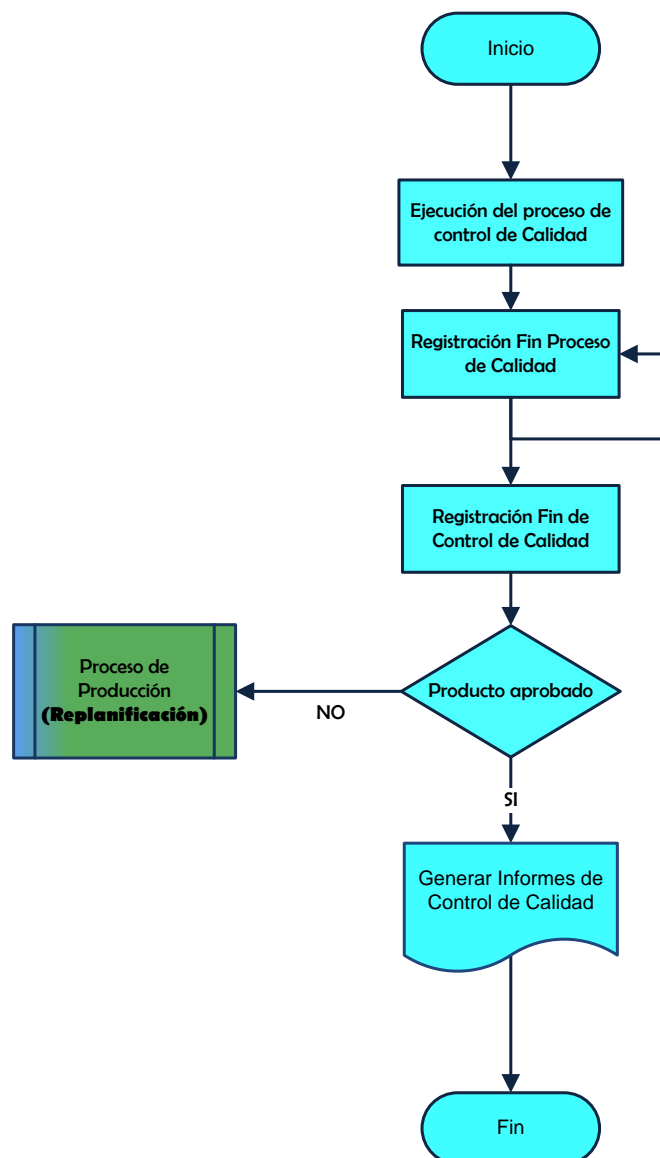 Inicio
Ejecución del proceso de
control de Calidad
Registración Fin Proceso
de Calidad
Registración Fin de
Control de Calidad
Proceso de
Producción
(Replanificación)
NO
Producto aprobado
SI
Generar Informes de
Control de Calidad
Fin